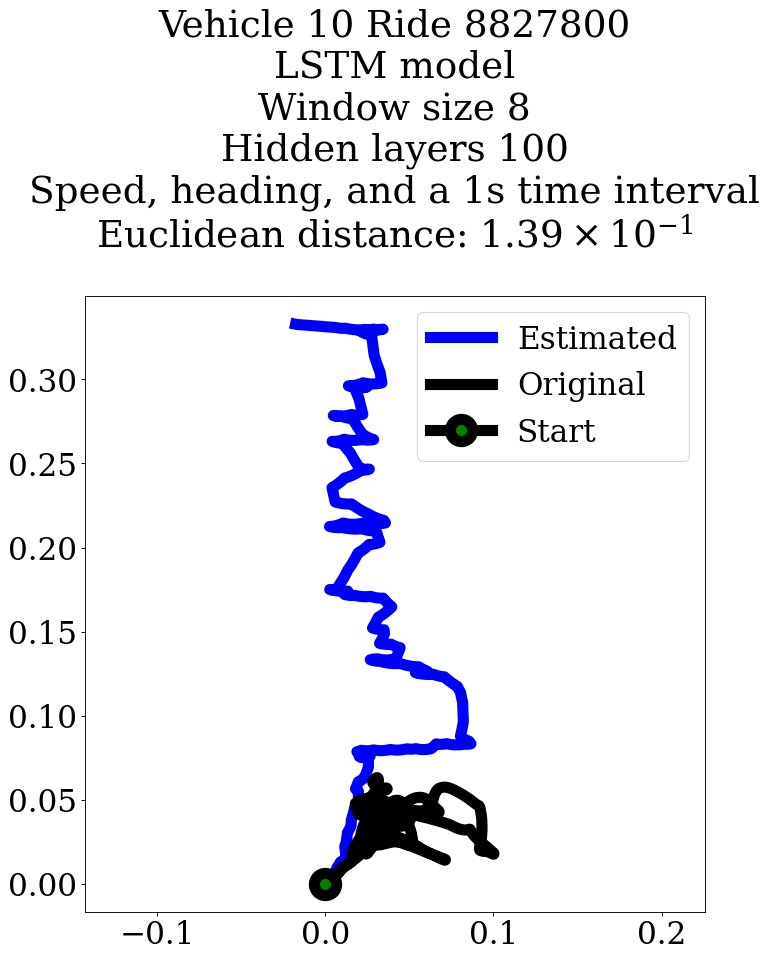 Vehicle 10 Ride 8827800
LSTM model
Window size 8
Hidden layers 100
Speed, heading, and a 1s time interval
Euclidean distance: 1.39 × 10⁻¹
Estimated
Original
Start
0.30
0.25
0.20
0.15
0.10
0.05
0.00
−0.1 0.0 0.1 0.2